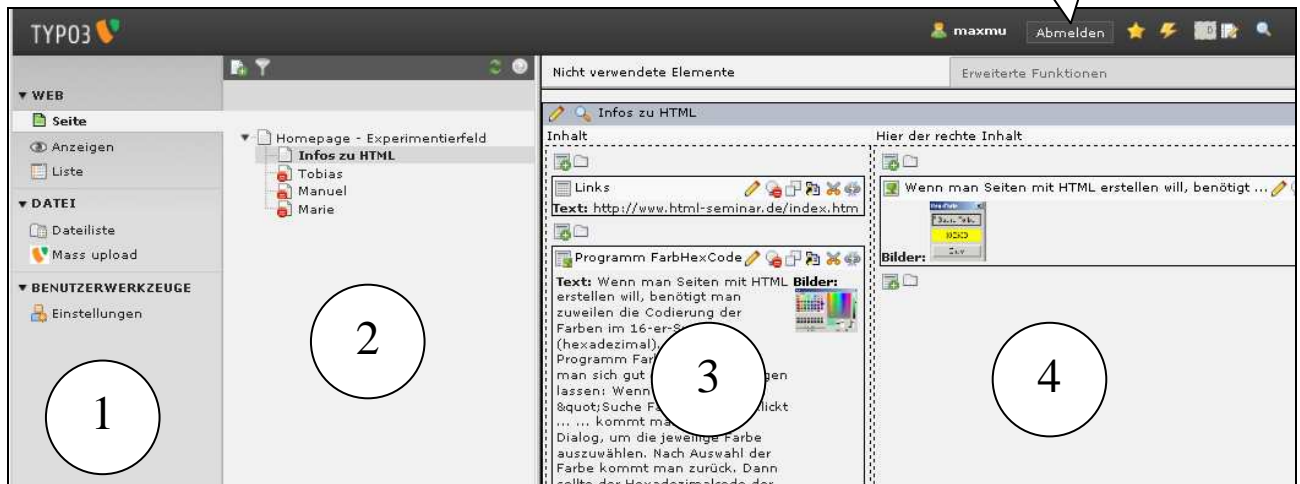 TYPO3
maxmu
Abmelden
WEB
Seite
Anzeigen
Liste
DATEI
Dateiliste
Mass upload
BENUTZERWERKZEUGE
Einstellungen
1
Homepage - Experimentierfeld
Infos zu HTML
Tobias
Manuel
Marie
2
Nicht verwendete Elemente
Erweiterte Funktionen
Infos zu HTML
Inhalt
Links
Text: http://www.html-seminar.de/index.htm
Programm FarbHexCode
Text: Wenn man Seiten mit HTML
erstellen will, benötigt man
zuweilen die Codierung der
Farben im 16-er-
(hexadezimal).
Programm
man sich gut
lassen: Wenn
&quot;Suche
... ... kommt
Dialog, um die jeweilige Farbe
auszuwählen. Nach Auswahl der
Farbe kommt man zurück. Dann
sollte der Hexadezimalcode der
Bilder:
3
Hier der rechte Inhalt
Wenn man Seiten mit HTML erstellen will, benötigt ...
Bilder:
4